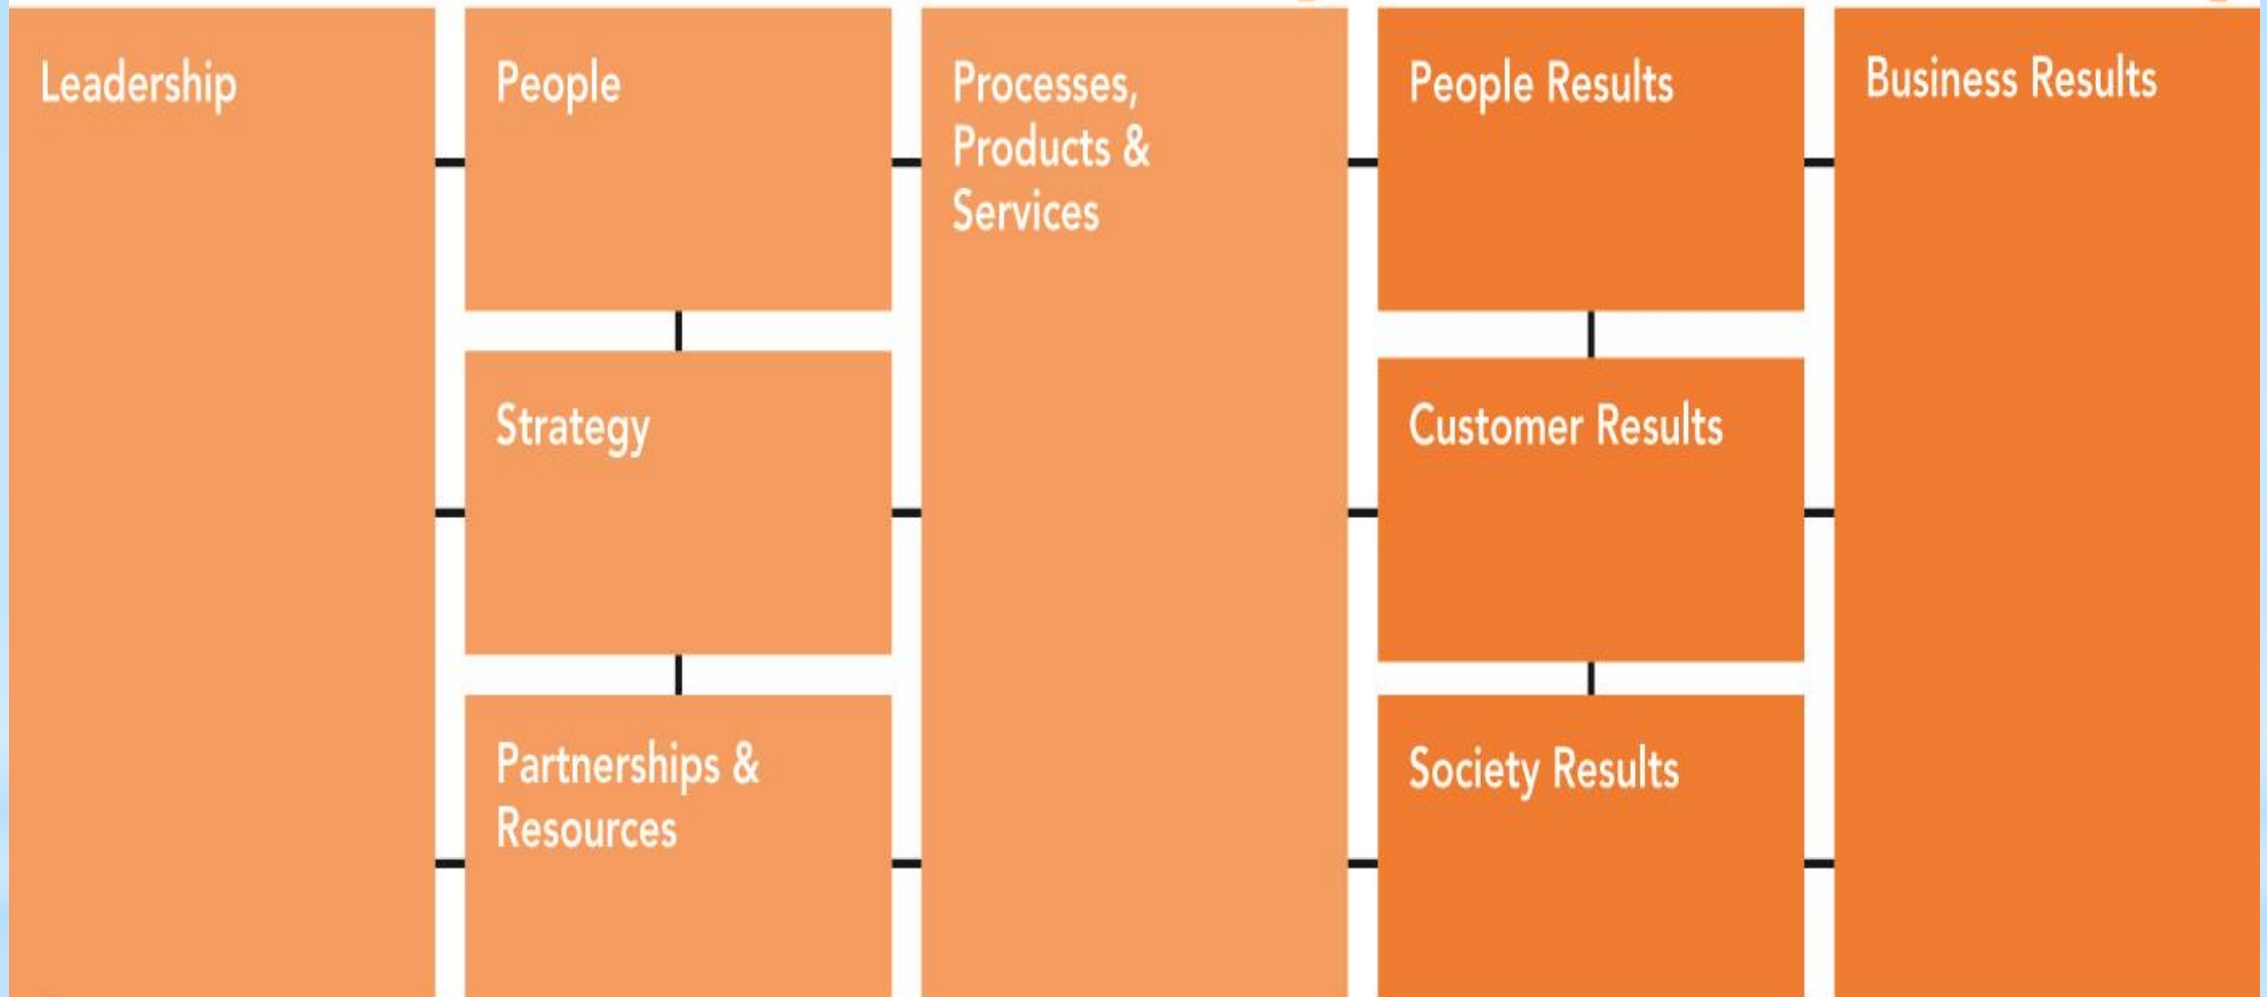 Leadership
People
Processes,
Products &
Services
People Results
Business Results
Strategy
Customer Results
Partnerships &
Resources
Society Results